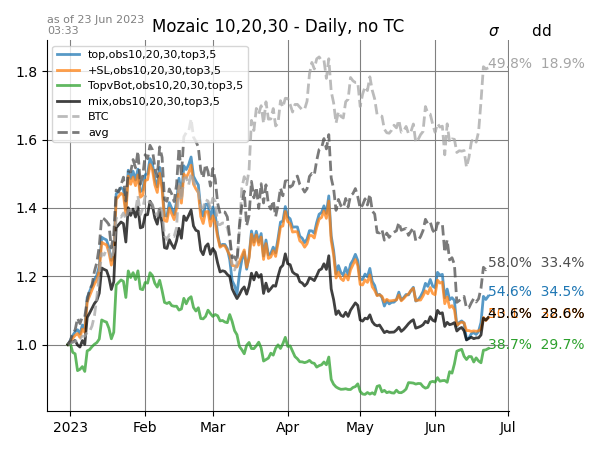 as of 23 Jun 2023
03:33
Mozaic 10,20,30 - Daily, no TC
σ dd
top,obs10,20,30,top3,5
+SL,obs10,20,30,top3,5
TopvBot,obs10,20,30,top3,5
mix,obs10,20,30,top3,5
BTC
avg
49.8% 18.9%
58.0% 33.4%
54.6% 34.5%
28.6%
38.7% 29.7%
1.8
1.6
1.4
1.2
1.0
2023 Feb Mar Apr May Jun Jul